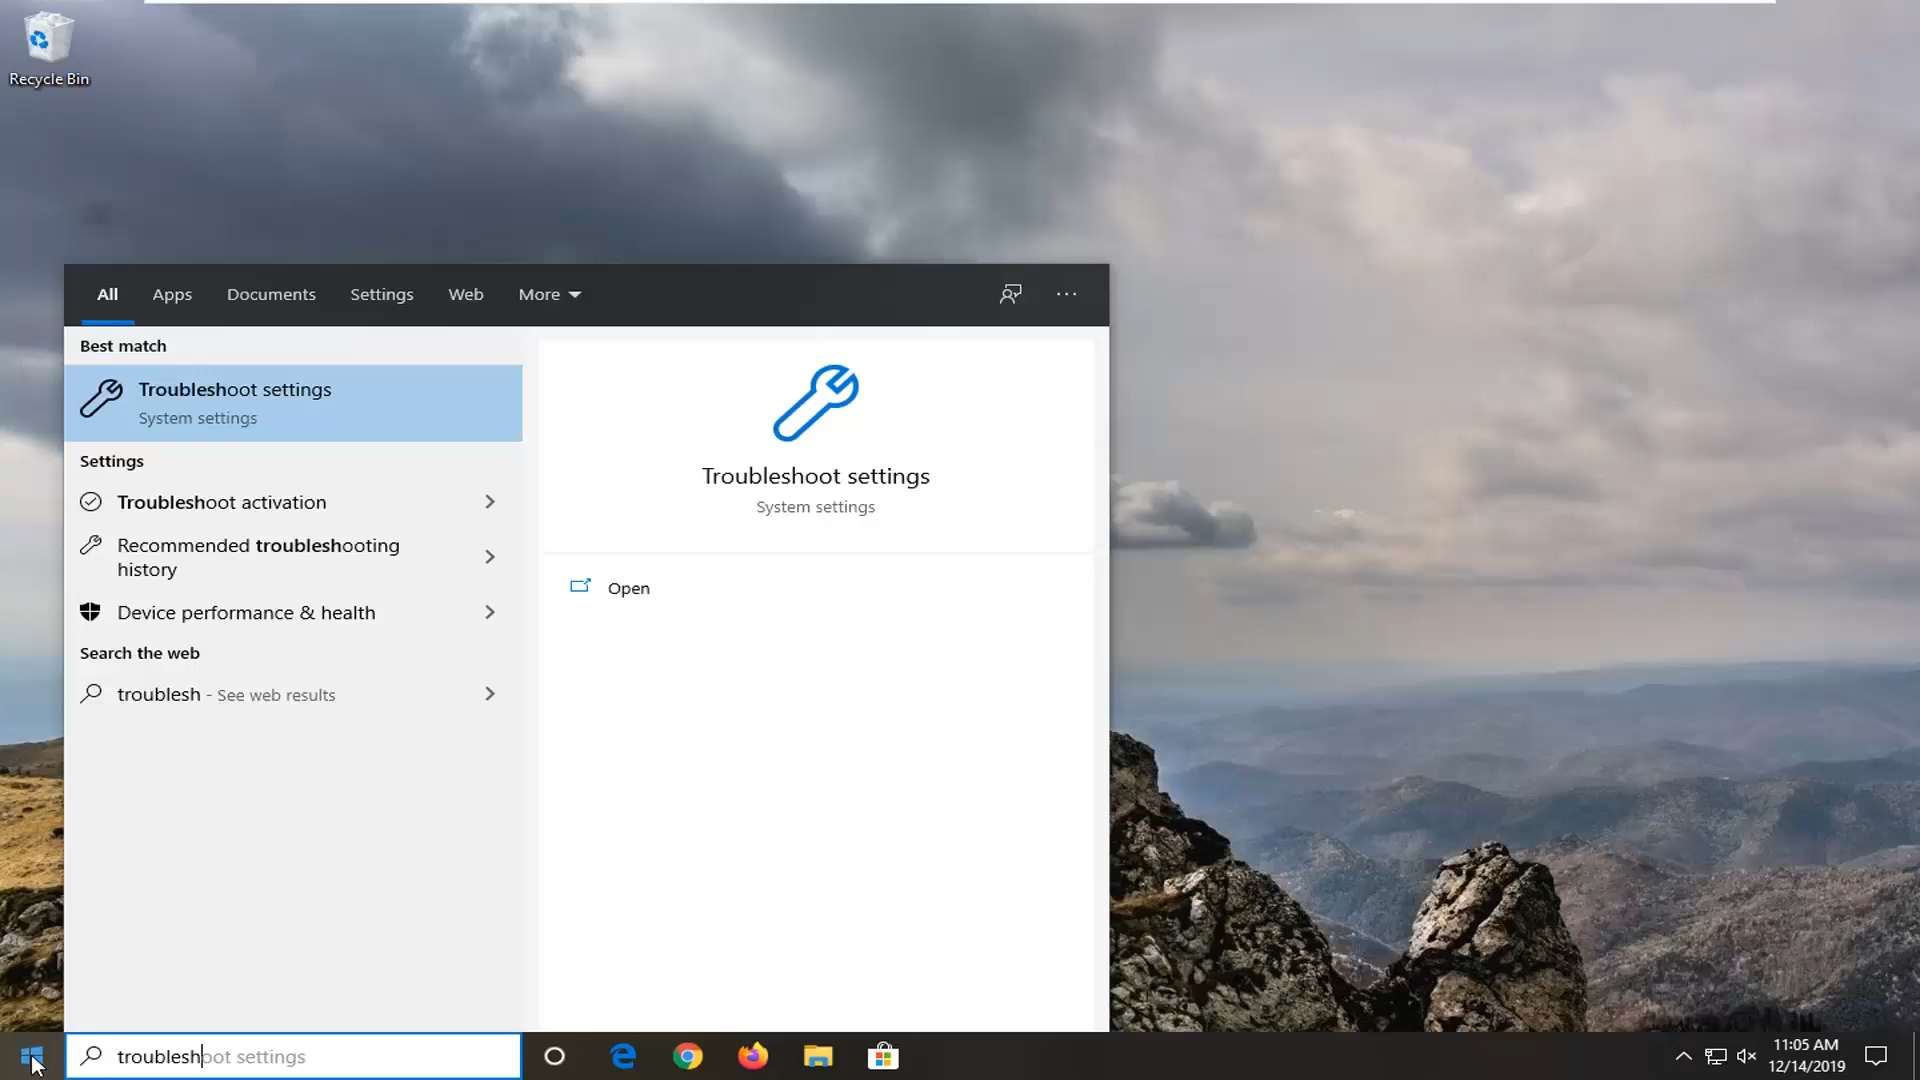 Recycle Bin
All Apps Documents Settings Web More
Best match
Troubleshoot settings
System settings
Settings
Troubleshoot activation
Recommended troubleshooting
history
Device performance & health
Search the web
troublesh - See web results
Troubleshoot settings
System settings
Open
troubleshoot settings
11:05 AM
12/14/2019